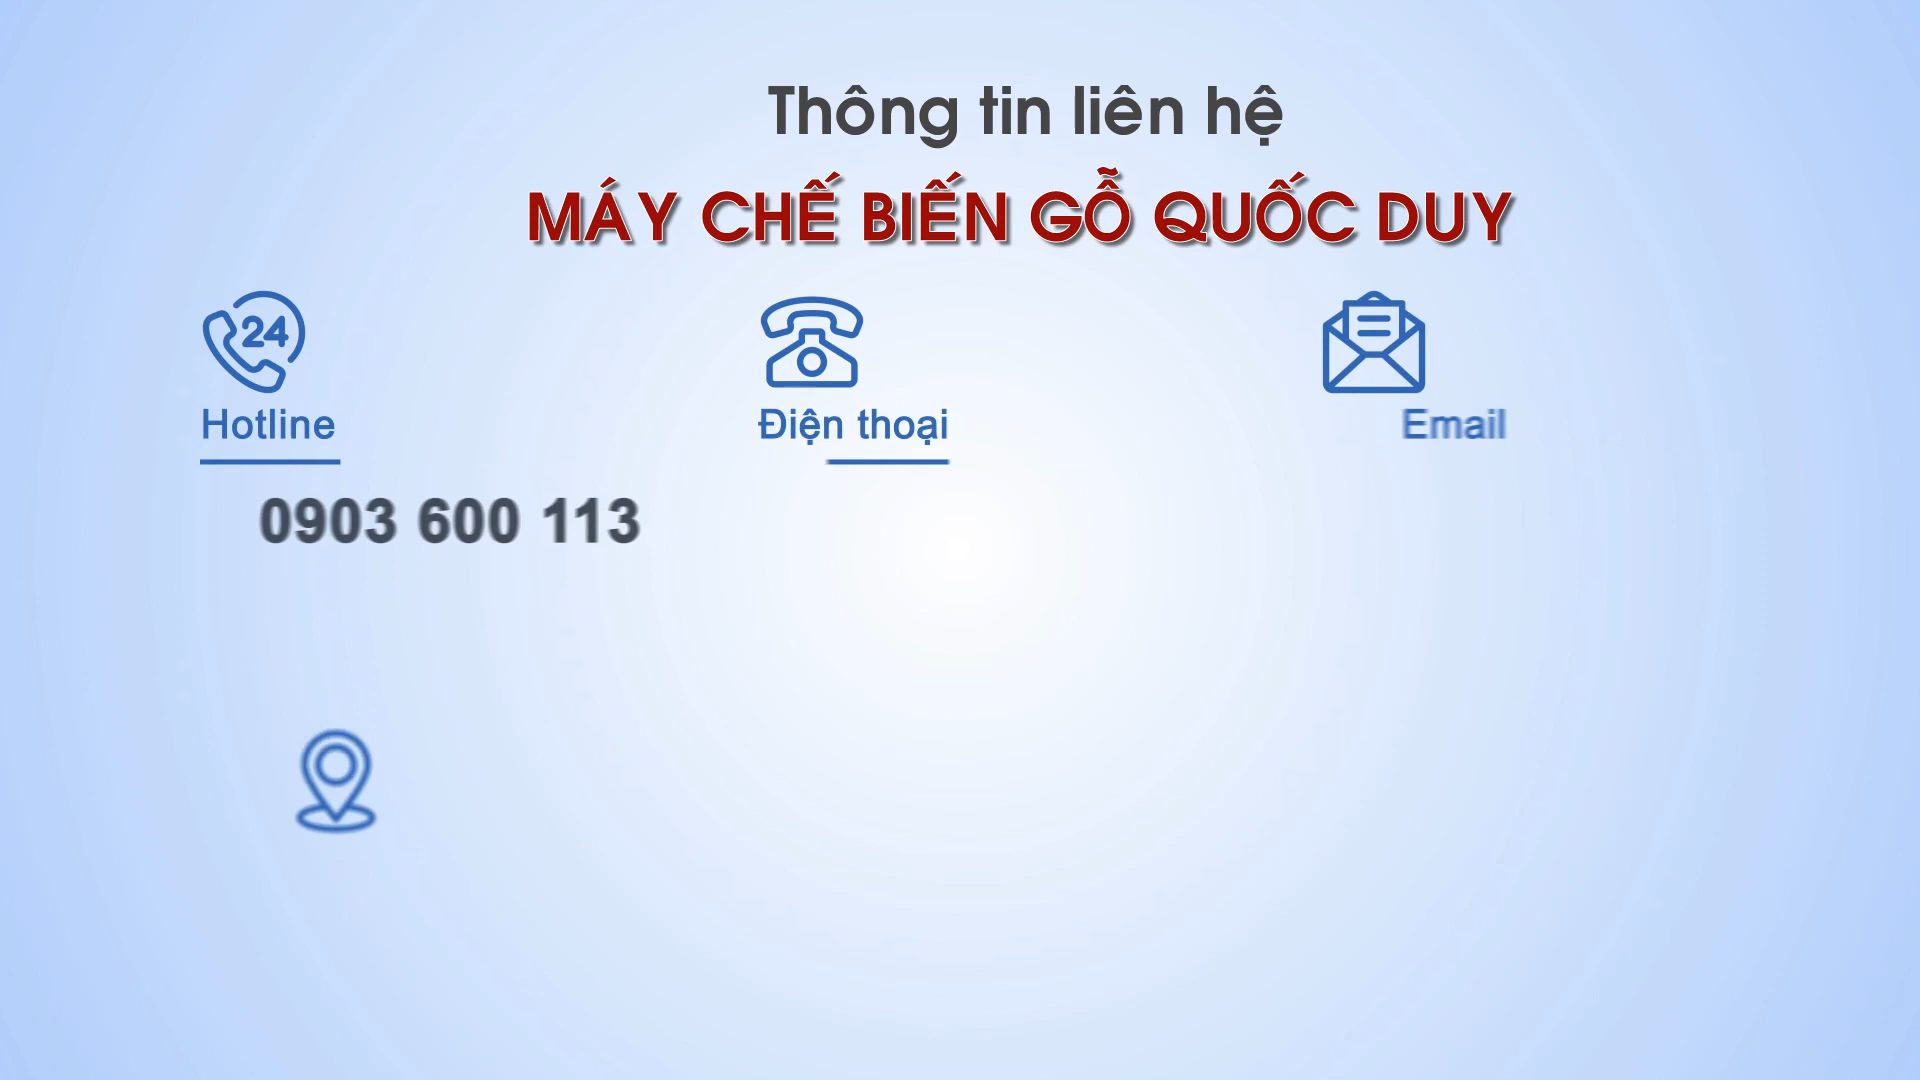 Thông tin liên hệ
MÁY CHẾ BIẾN GỖ QUỐC DUY
24
Hotline
Điện thoại
Email
0903 600 113